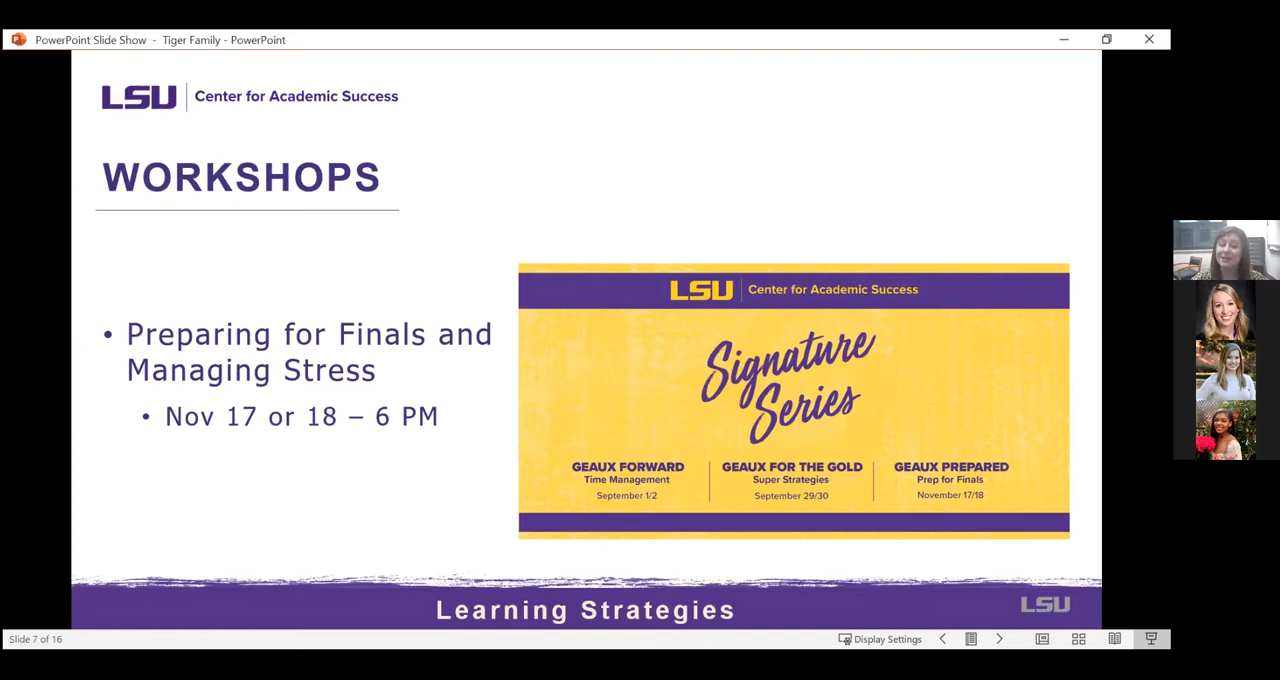 PowerPoint Slide Show - Tiger Family - PowerPoint
LSU Center for Academic Success
WORKSHOPS
• Preparing for Finals and
Managing Stress
• Nov 17 or 18 – 6 PM
LSU Center for Academic Success
Signature
Series
GEAUX FORWARD
Time Management
September 1/2
GEAUX FOR THE GOLD
Super Strategies
September 29/30
GEAUX PREPARED
Prep for Finals
November 17/18
Learning Strategies
LSU
Slide 7 of 16
Display Settings